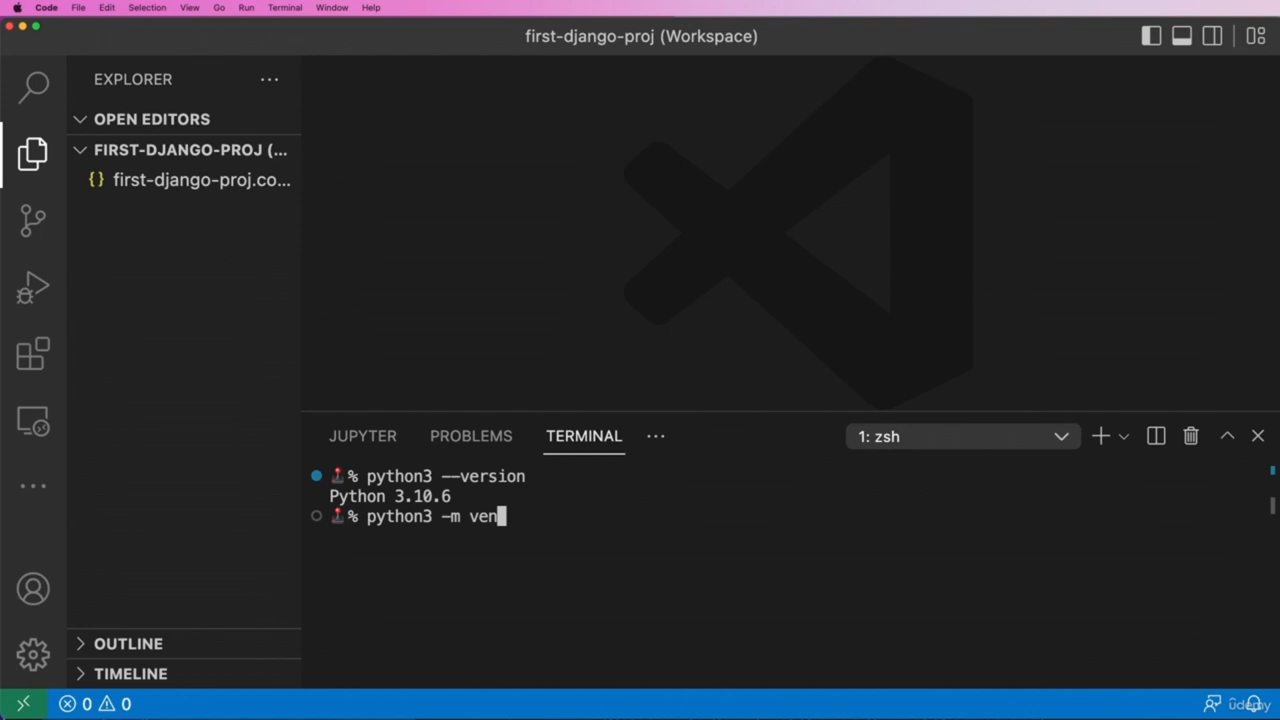 Code File Edit Selection View Go Run Terminal Window Help
first-django-proj (Workspace)
EXPLORER
OPEN EDITORS
FIRST-DJANGO-PROJ (...
{} first-django-proj.co...
JUPYTER PROBLEMS TERMINAL
1: zsh
% python3 --version
Python 3.10.6
% python3 -m ven
OUTLINE
TIMELINE
0 0
ûdemy